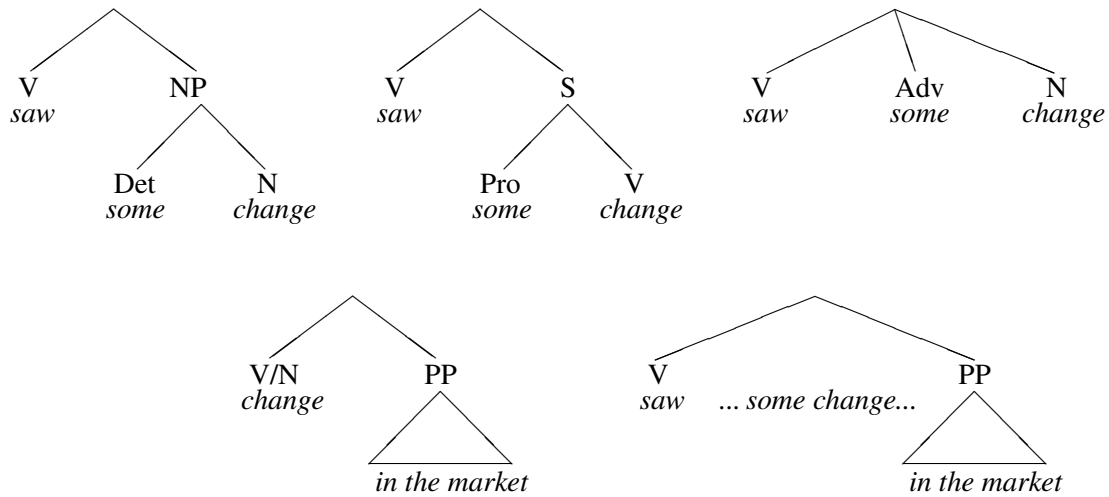 V NP V S V Adv N
saw saw saw some change
Det N Pro V
some change some change
V/N PP V PP
change saw ... some change...
in the market in the market